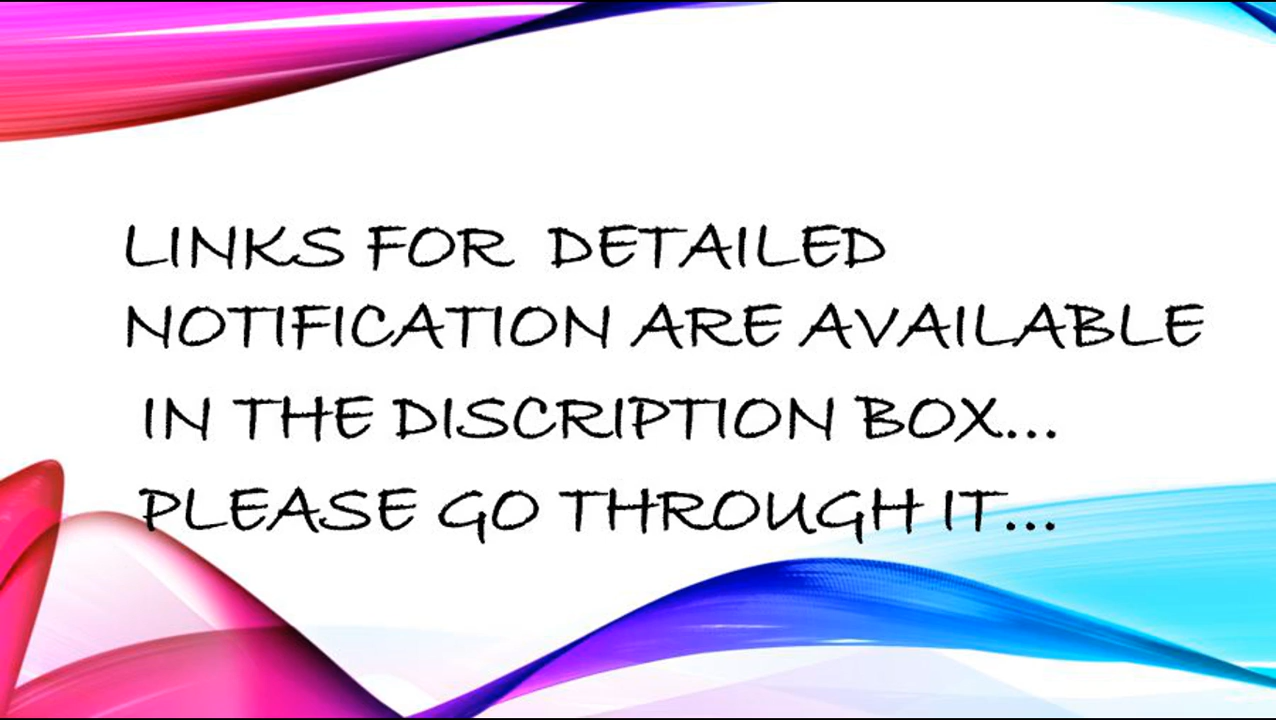 LINKS FOR DETAILED
NOTIFICATION ARE AVAILABLE
IN THE DISCRIPTION BOX...
PLEASE GO THROUGH IT...